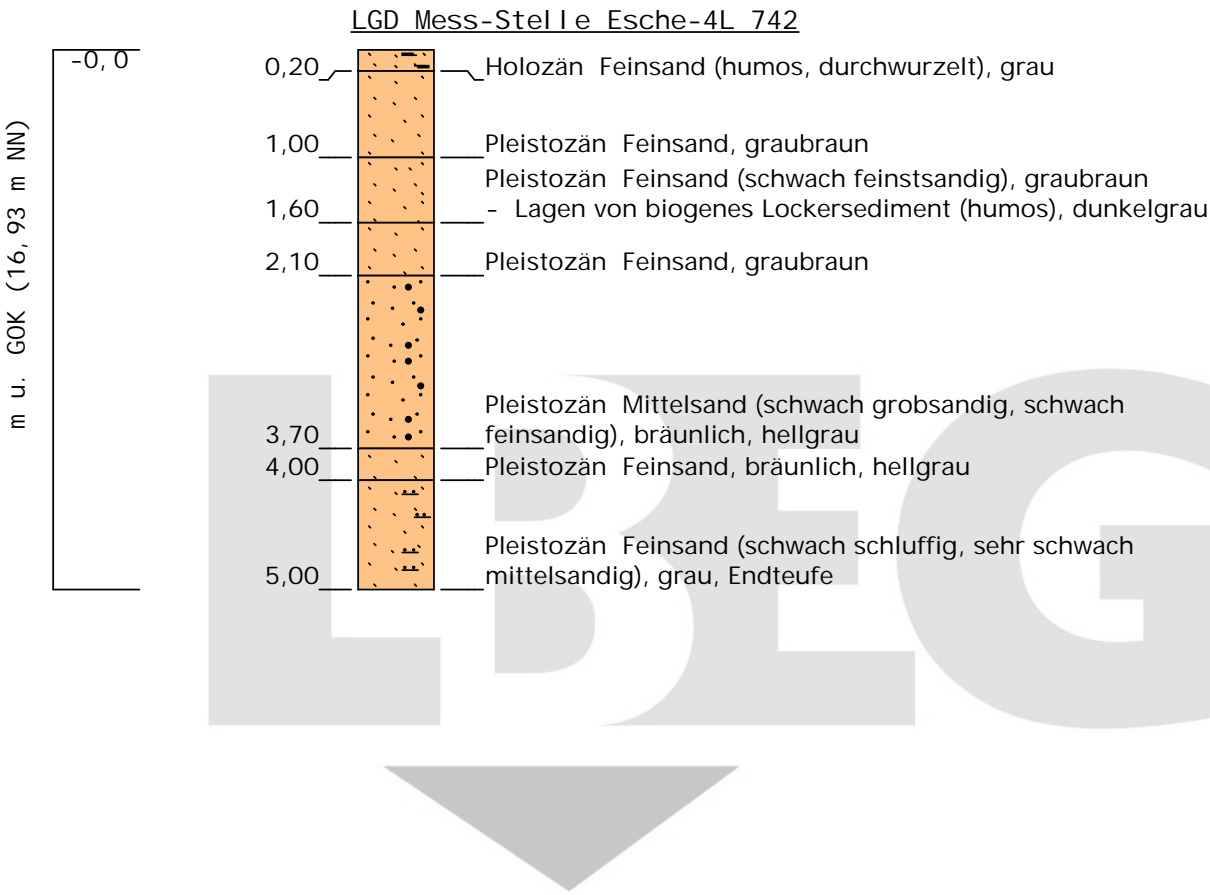 LGD Mess-Stelle Esche-4L 742
m u. GOK (16,93 m NN)
-0,0
0,20 Holozän Feinsand (humos, durchwurzelt), grau
1,00 Pleistozän Feinsand, graubraun
Pleistozän Feinsand (schwach feinstsandig), graubraun
1,60 - Lagen von biogenes Lockersediment (humos), dunkelgrau
2,10 Pleistozän Feinsand, graubraun
Pleistozän Mittelsand (schwach grobsandig, schwach
3,70 feinsandig), bräunlich, hellgrau
4,00 Pleistozän Feinsand, bräunlich, hellgrau
Pleistozän Feinsand (schwach schluffig, sehr schwach
5,00 mittelsandig), grau, Endteufe
LBEG